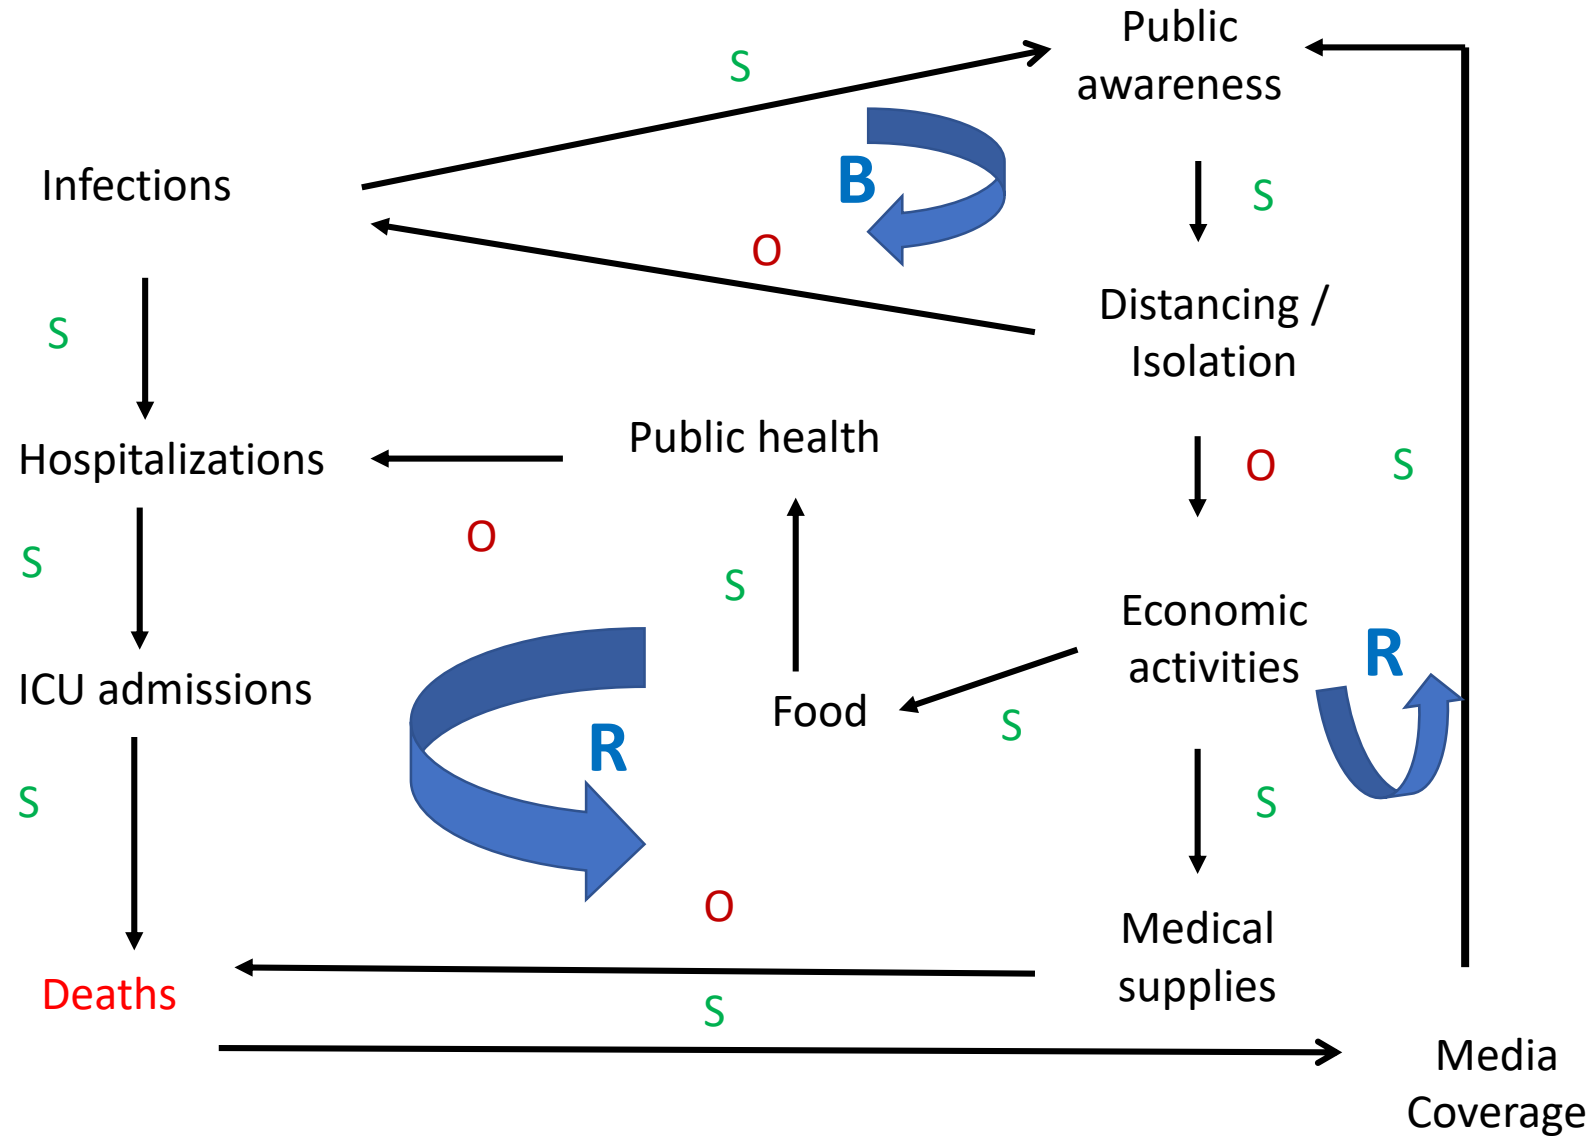 Public
awareness
S
Infections
B
S
O
Distancing /
Isolation
S
Public health
Hospitalizations
O
S
O
S
S
Economic
activities
R
ICU admissions
Food
S
R
S
S
O
Medical
supplies
Deaths
S
Media
Coverage